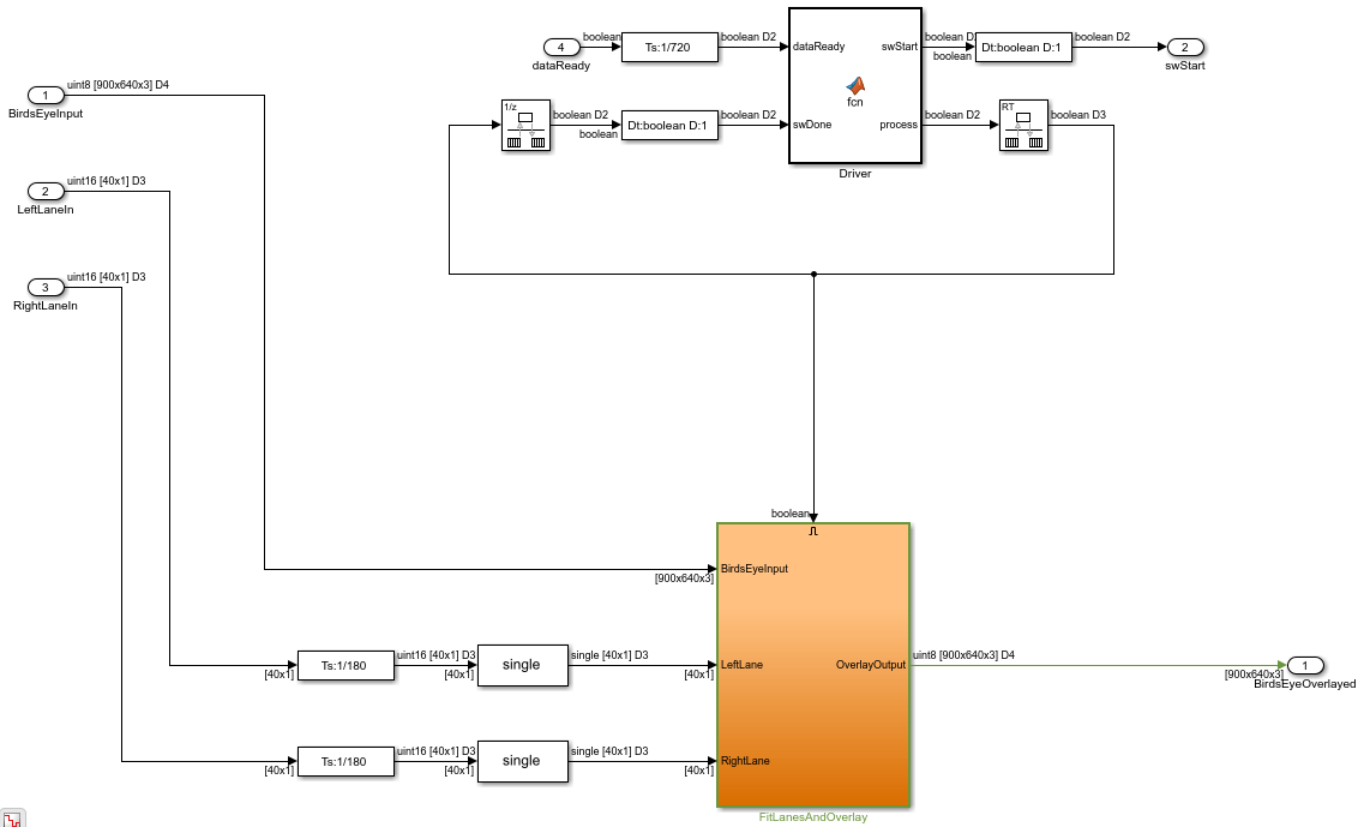 4
boolean
Ts:1/720
boolean D2
dataReady
swStart
boolean D
boolean
Dt:boolean D:1
boolean D2
2
dataReady
swStart
fcn
1
uint8 [900x640x3] D4
BirdsEyeInput
1/z
boolean D2
boolean
Dt:boolean D:1
boolean D2
swDone
process
boolean D2
RT
boolean D3
Driver
2
uint16 [40x1] D3
LeftLaneIn
3
uint16 [40x1] D3
RightLaneIn
boolean
[900x640x3]
BirdsEyeInput
[40x1]
Ts:1/180
uint16 [40x1] D3
[40x1]
single
single [40x1] D3
[40x1]
LeftLane
OverlayOutput
uint8 [900x640x3] D4
[900x640x3]
1
BirdsEyeOverlayed
[40x1]
Ts:1/180
uint16 [40x1] D3
[40x1]
single
single [40x1] D3
[40x1]
RightLane
FitLanesAndOverlay